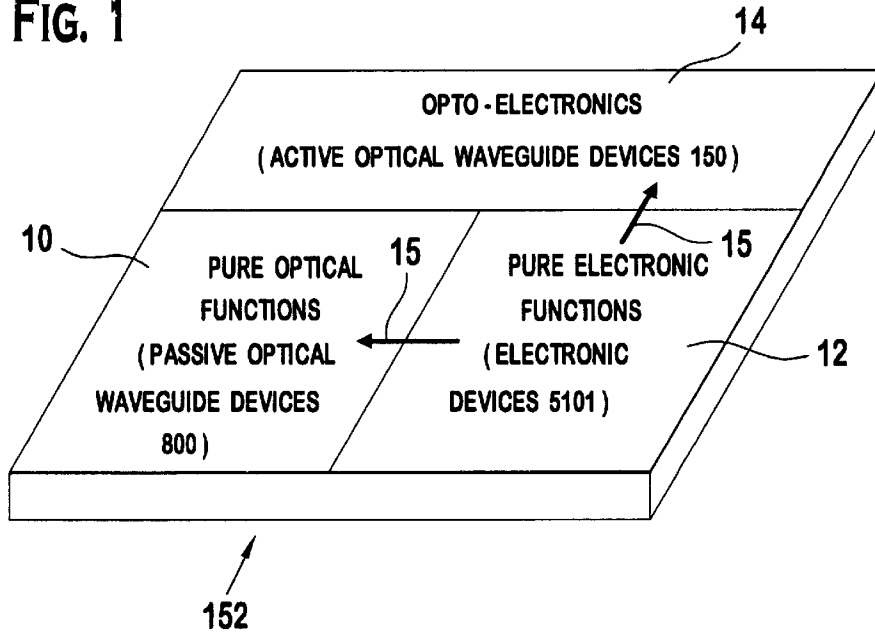 FIG. 1
14
OPTO-ELECTRONICS
(ACTIVE OPTICAL WAVEGUIDE DEVICES 150)
10
PURE OPTICAL
FUNCTIONS
(PASSIVE OPTICAL
WAVEGUIDE DEVICES
800)
15
15
PURE ELECTRONIC
FUNCTIONS
(ELECTRONIC
DEVICES 5101)
12
152